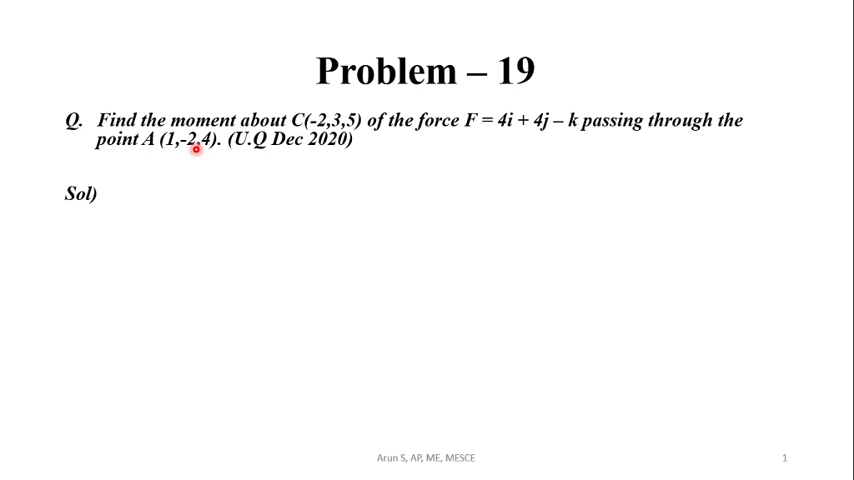 Problem – 19
Q. Find the moment about C(-2,3,5) of the force F = 4i + 4j – k passing through the
point A (1,-2,4). (U.Q Dec 2020)
Sol)
Arun S, AP, ME, MESCE
1